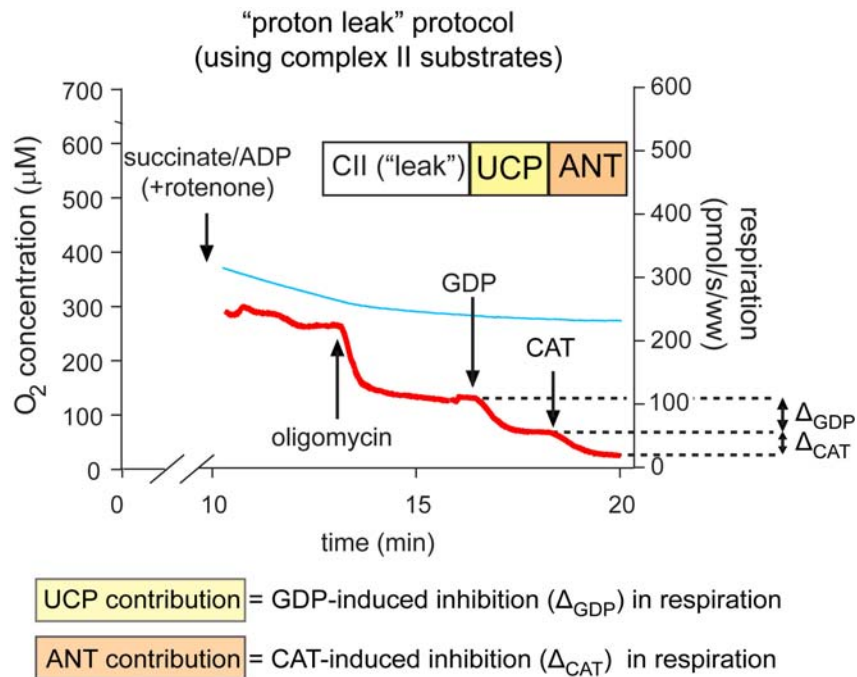 “proton leak” protocol
(using complex II substrates)
700
600
500
400
300
200
100
0
O2 concentration (μM)
600
500
400
300
200
100
0
respiration
(pmol/s/ww)
succinate/ADP
(+rotenone)
CII (“leak”)
UCP
ANT
GDP
CAT
oligomycin
ΔGDP
ΔCAT
0
10
15
20
time (min)
UCP contribution = GDP-induced inhibition (ΔGDP) in respiration
ANT contribution = CAT-induced inhibition (ΔCAT) in respiration